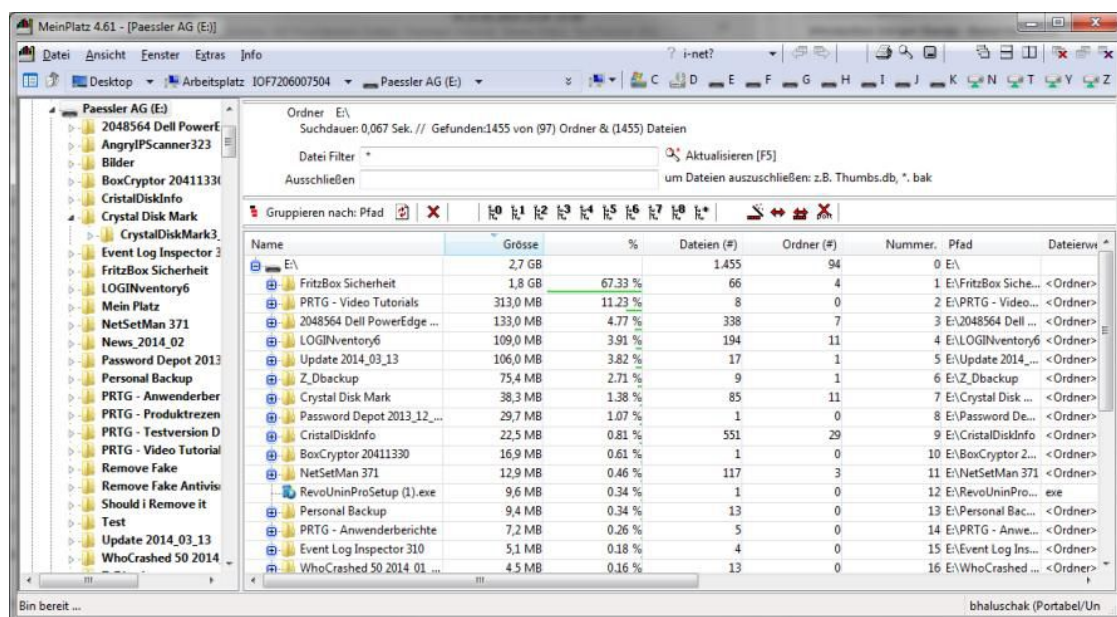 MeinPlatz 4.61 - [Paessler AG (E:)]
Datei Ansicht Fenster Extras Info ? i-net?
Desktop Arbeitsplatz IOF7206007504 Paessler AG (E:) C D E F G H I J K N T Y Z
Paessler AG (E:)
2048564 Dell PowerE
AngryIPScanner323
Bilder
BoxCryptor 20411330
CristalDiskInfo
Crystal Disk Mark
CrystalDiskMark3_
Event Log Inspector 3
FritzBox Sicherheit
LOGINventory6
Mein Platz
NetSetMan 371
News_2014_02
Password Depot 2013
Personal Backup
PRTG - Anwenderber
PRTG - Produktrezen
PRTG - Testversion D
PRTG - Video Tutorial
Remove Fake
Remove Fake Antivis
Should i Remove it
Test
Update 2014_03_13
WhoCrashed 50 2014
Ordner E:\
Suchdauer: 0,067 Sek. // Gefunden:1455 von (97) Ordner & (1455) Dateien
Datei Filter * Aktualisieren [F5]
Ausschließen um Dateien auszuschließen: z.B. Thumbs.db, *. bak
Gruppieren nach: Pfad 0 1 2 3 4 5 6 7 8 *
Name Grösse % Dateien (#) Ordner (#) Nummer. Pfad Dateierwe
E:\ 2,7 GB 1.455 94 0 E:\
FritzBox Sicherheit 1,8 GB 67.33 % 66 4 1 E:\FritzBox Siche... <Ordner>
PRTG - Video Tutorials 313,0 MB 11.23 % 8 0 2 E:\PRTG - Video... <Ordner>
2048564 Dell PowerEdge ... 133,0 MB 4.77 % 338 7 3 E:\2048564 Dell ... <Ordner>
LOGINventory6 109,0 MB 3.91 % 194 11 4 E:\LOGINventory6 <Ordner>
Update 2014_03_13 106,0 MB 3.82 % 17 1 5 E:\Update 2014_... <Ordner>
Z_Dbackup 75,4 MB 2.71 % 9 1 6 E:\Z_Dbackup <Ordner>
Crystal Disk Mark 38,3 MB 1.38 % 85 11 7 E:\Crystal Disk ... <Ordner>
Password Depot 2013_12_... 29,7 MB 1.07 % 1 0 8 E:\Password De... <Ordner>
CristalDiskInfo 22,5 MB 0.81 % 551 29 9 E:\CristalDiskInfo <Ordner>
BoxCryptor 20411330 16,9 MB 0.61 % 1 0 10 E:\BoxCryptor 2... <Ordner>
NetSetMan 371 12,9 MB 0.46 % 117 3 11 E:\NetSetMan 371 <Ordner>
RevoUninProSetup (1).exe 9,6 MB 0.34 % 1 0 12 E:\RevoUninPro... exe
Personal Backup 9,4 MB 0.34 % 13 0 13 E:\Personal Bac... <Ordner>
PRTG - Anwenderberichte 7,2 MB 0.26 % 5 0 14 E:\PRTG - Anwe... <Ordner>
Event Log Inspector 310 5,1 MB 0.18 % 4 0 15 E:\Event Log Ins... <Ordner>
WhoCrashed 50 2014_01_... 4,5 MB 0.16 % 13 0 16 E:\WhoCrashed ... <Ordner>
Bin bereit ... bhaluschak (Portabel/Un